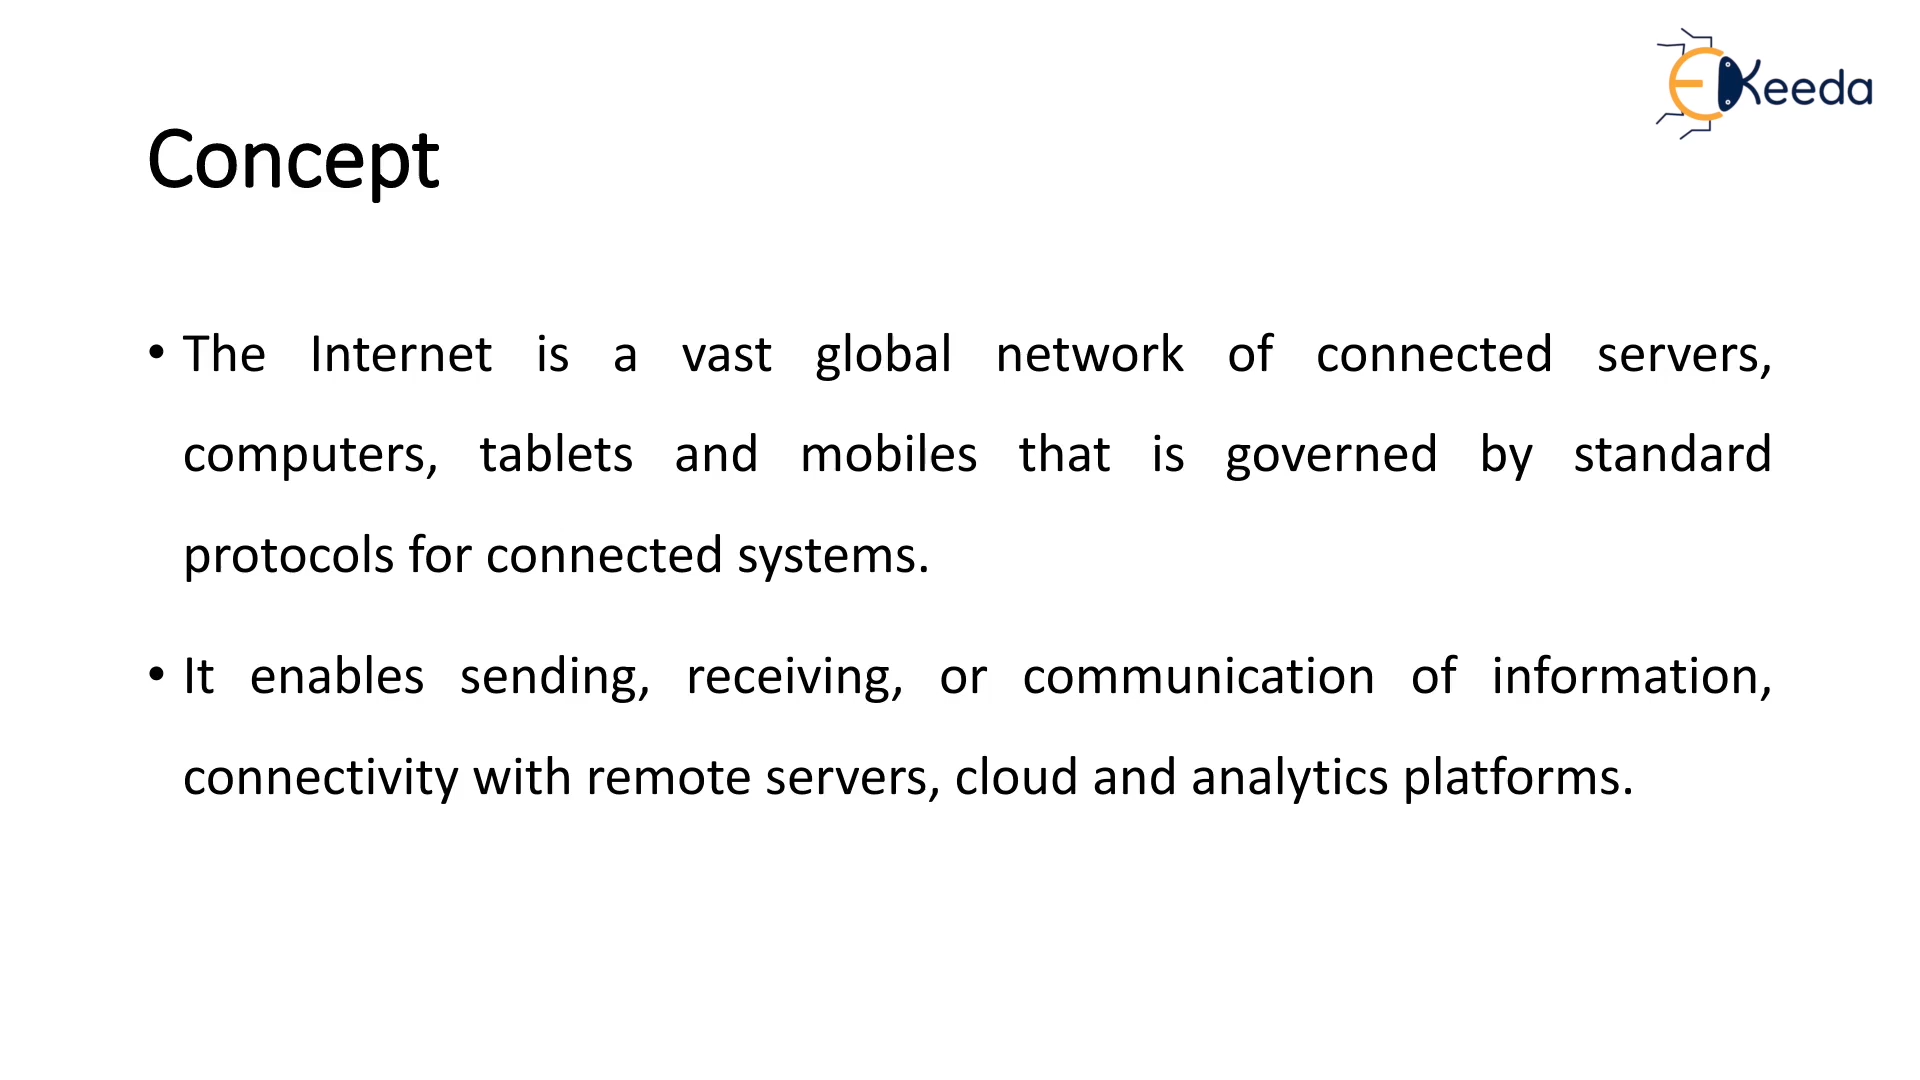 EKeeda
Concept
• The Internet is a vast global network of connected servers,
computers, tablets and mobiles that is governed by standard
protocols for connected systems.
• It enables sending, receiving, or communication of information,
connectivity with remote servers, cloud and analytics platforms.